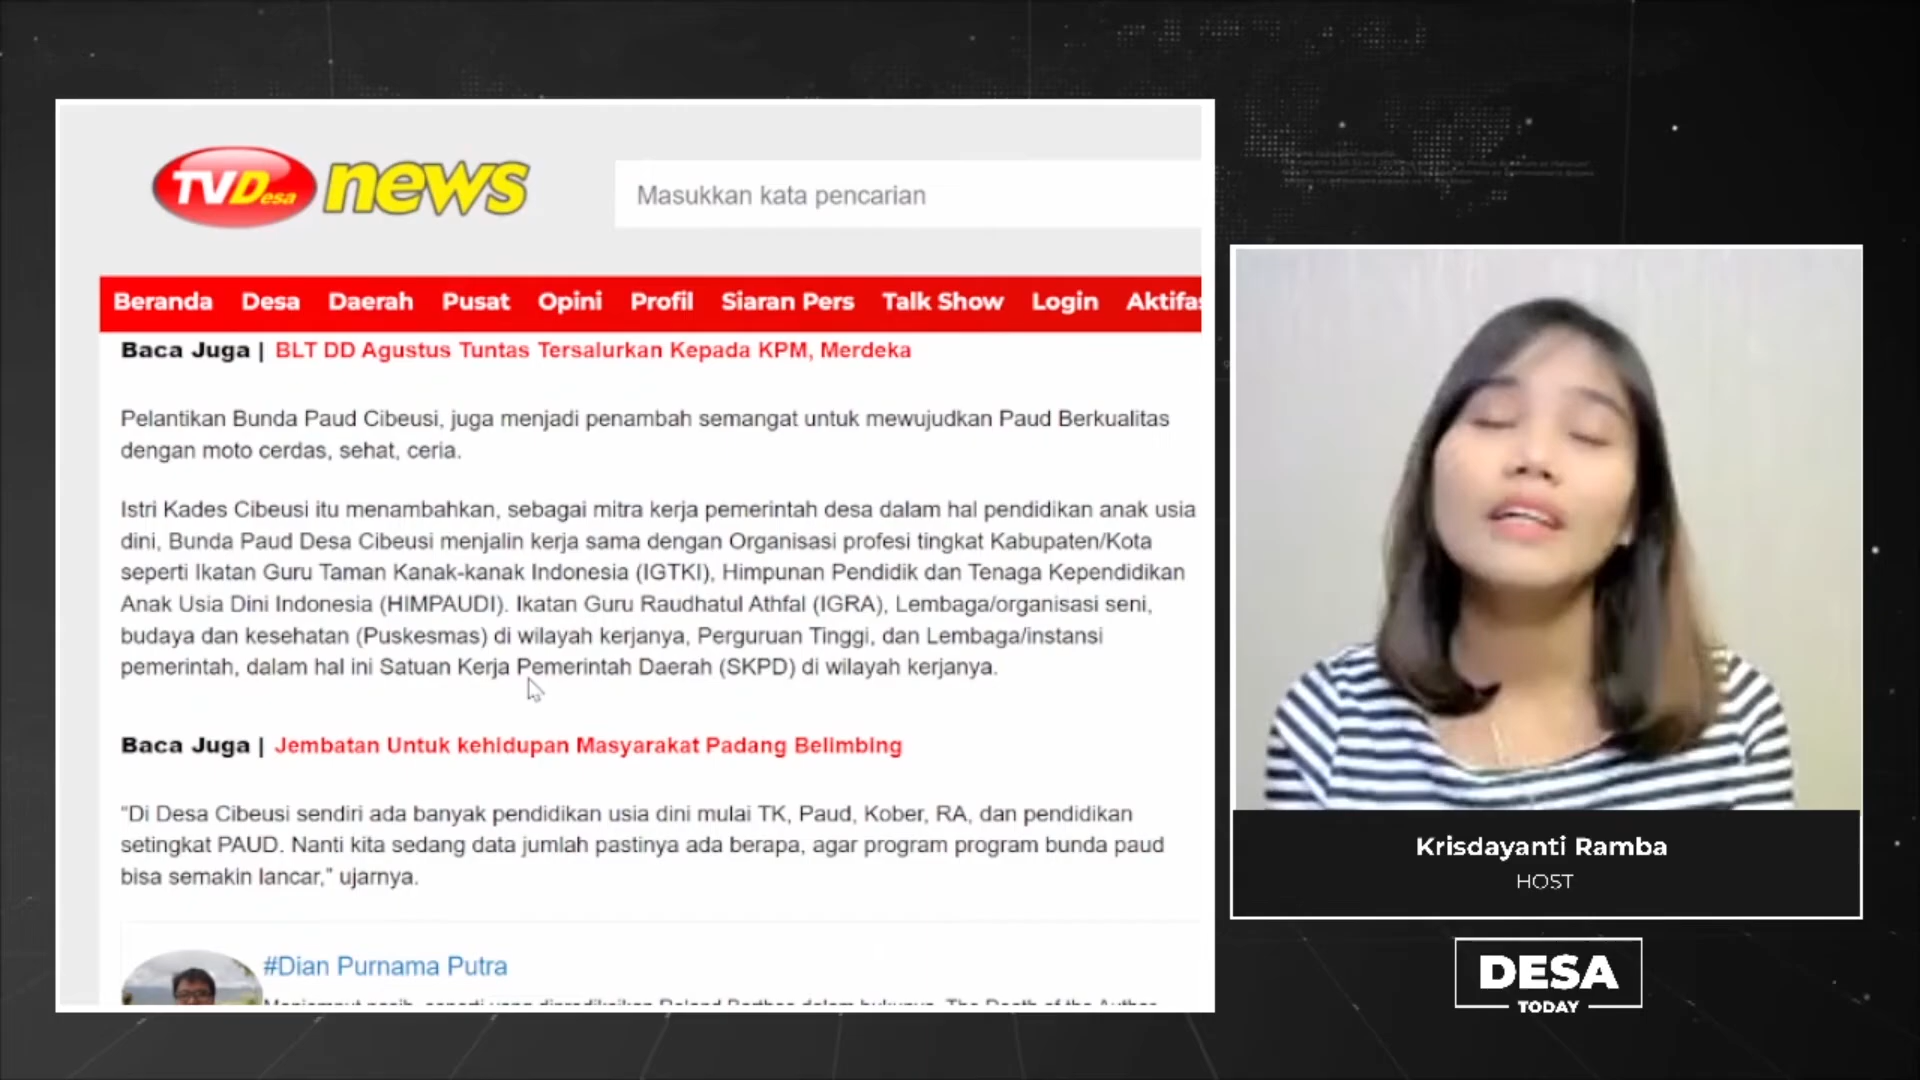 TVDesa news
Masukkan kata pencarian
Beranda Desa Daerah Pusat Opini Profil Siaran Pers Talk Show Login Aktifas
Baca Juga | BLT DD Agustus Tuntas Tersalurkan Kepada KPM, Merdeka
Pelantikan Bunda Paud Cibeusi, juga menjadi penambah semangat untuk mewujudkan Paud Berkualitas
dengan moto cerdas, sehat, ceria.
Istri Kades Cibeusi itu menambahkan, sebagai mitra kerja pemerintah desa dalam hal pendidikan anak usia
dini, Bunda Paud Desa Cibeusi menjalin kerja sama dengan Organisasi profesi tingkat Kabupaten/Kota
seperti Ikatan Guru Taman Kanak-kanak Indonesia (IGTKI), Himpunan Pendidik dan Tenaga Kependidikan
Anak Usia Dini Indonesia (HIMPAUDI). Ikatan Guru Raudhatul Athfal (IGRA), Lembaga/organisasi seni,
budaya dan kesehatan (Puskesmas) di wilayah kerjanya, Perguruan Tinggi, dan Lembaga/instansi
pemerintah, dalam hal ini Satuan Kerja Pemerintah Daerah (SKPD) di wilayah kerjanya.
Baca Juga | Jembatan Untuk kehidupan Masyarakat Padang Belimbing
“Di Desa Cibeusi sendiri ada banyak pendidikan usia dini mulai TK, Paud, Kober, RA, dan pendidikan
setingkat PAUD. Nanti kita sedang data jumlah pastinya ada berapa, agar program program bunda paud
bisa semakin lancar,” ujarnya.
#Dian Purnama Putra
Krisdayanti Ramba
HOST
DESA
TODAY